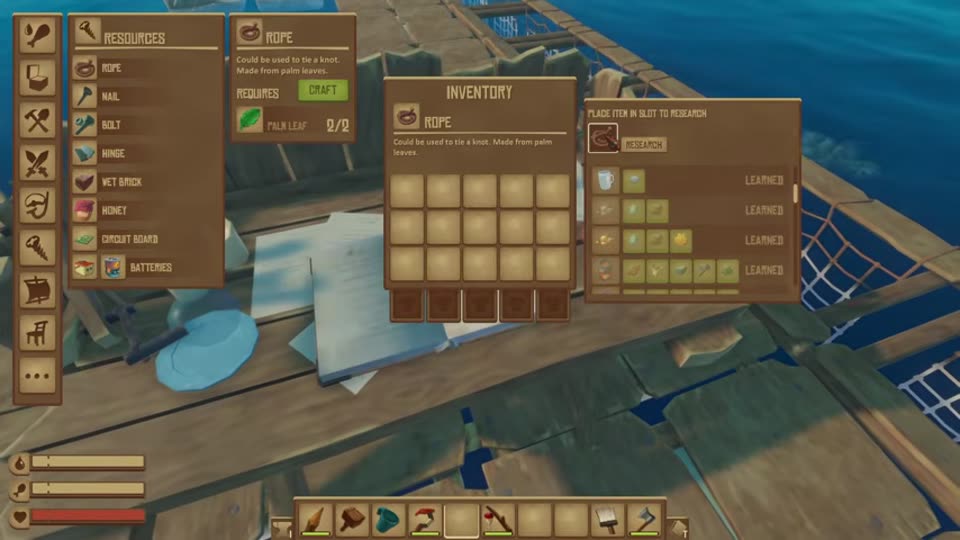 RESOURCES
ROPE
NAIL
BOLT
HINGE
WET BRICK
HONEY
CIRCUIT BOARD
BATTERIES
ROPE
Could be used to tie a knot.
Made from palm leaves.
REQUIRES
CRAFT
PALM LEAF
2/2
INVENTORY
ROPE
Could be used to tie a knot. Made from palm
leaves.
PLACE ITEM IN SLOT TO RESEARCH
RESEARCH
LEARNED
LEARNED
LEARNED
LEARNED